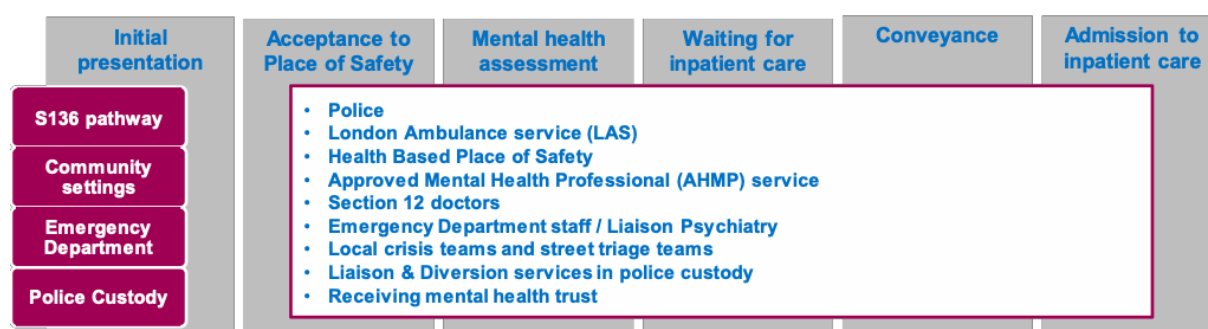 Initial
presentation
Acceptance to
Place of Safety
Mental health
assessment
Waiting for
inpatient care
Conveyance
Admission to
inpatient care
S136 pathway
Community
settings
Emergency
Department
Police Custody
• Police
• London Ambulance service (LAS)
• Health Based Place of Safety
• Approved Mental Health Professional (AHMP) service
• Section 12 doctors
• Emergency Department staff / Liaison Psychiatry
• Local crisis teams and street triage teams
• Liaison & Diversion services in police custody
• Receiving mental health trust